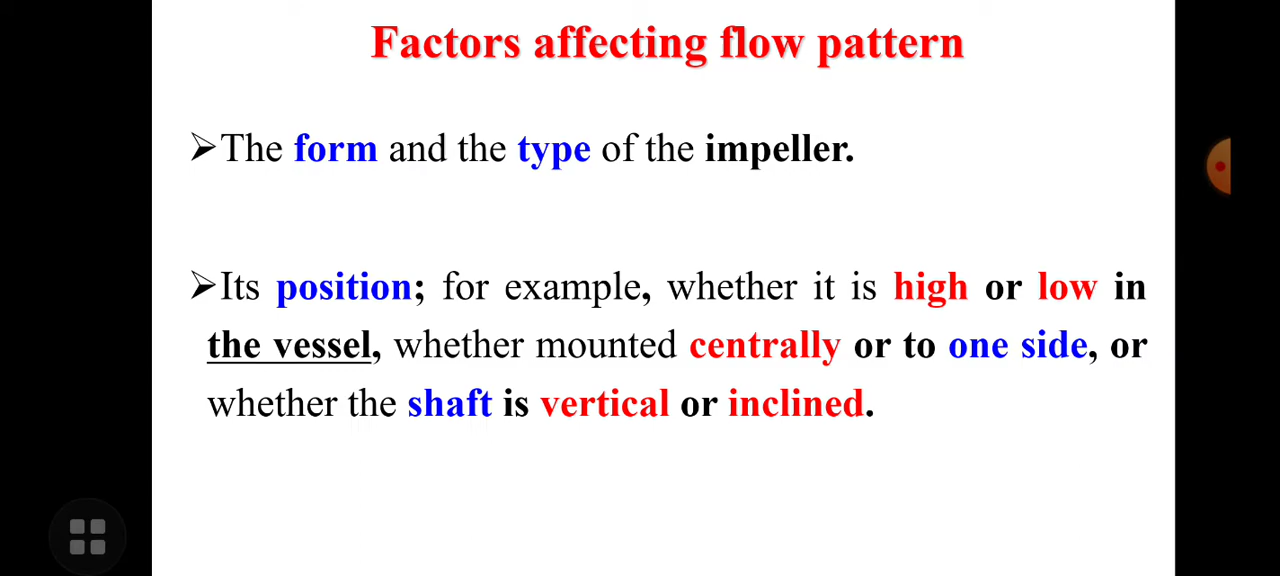 Factors affecting flow pattern
➢The form and the type of the impeller.
➢Its position; for example, whether it is high or low in
the vessel, whether mounted centrally or to one side, or
whether the shaft is vertical or inclined.